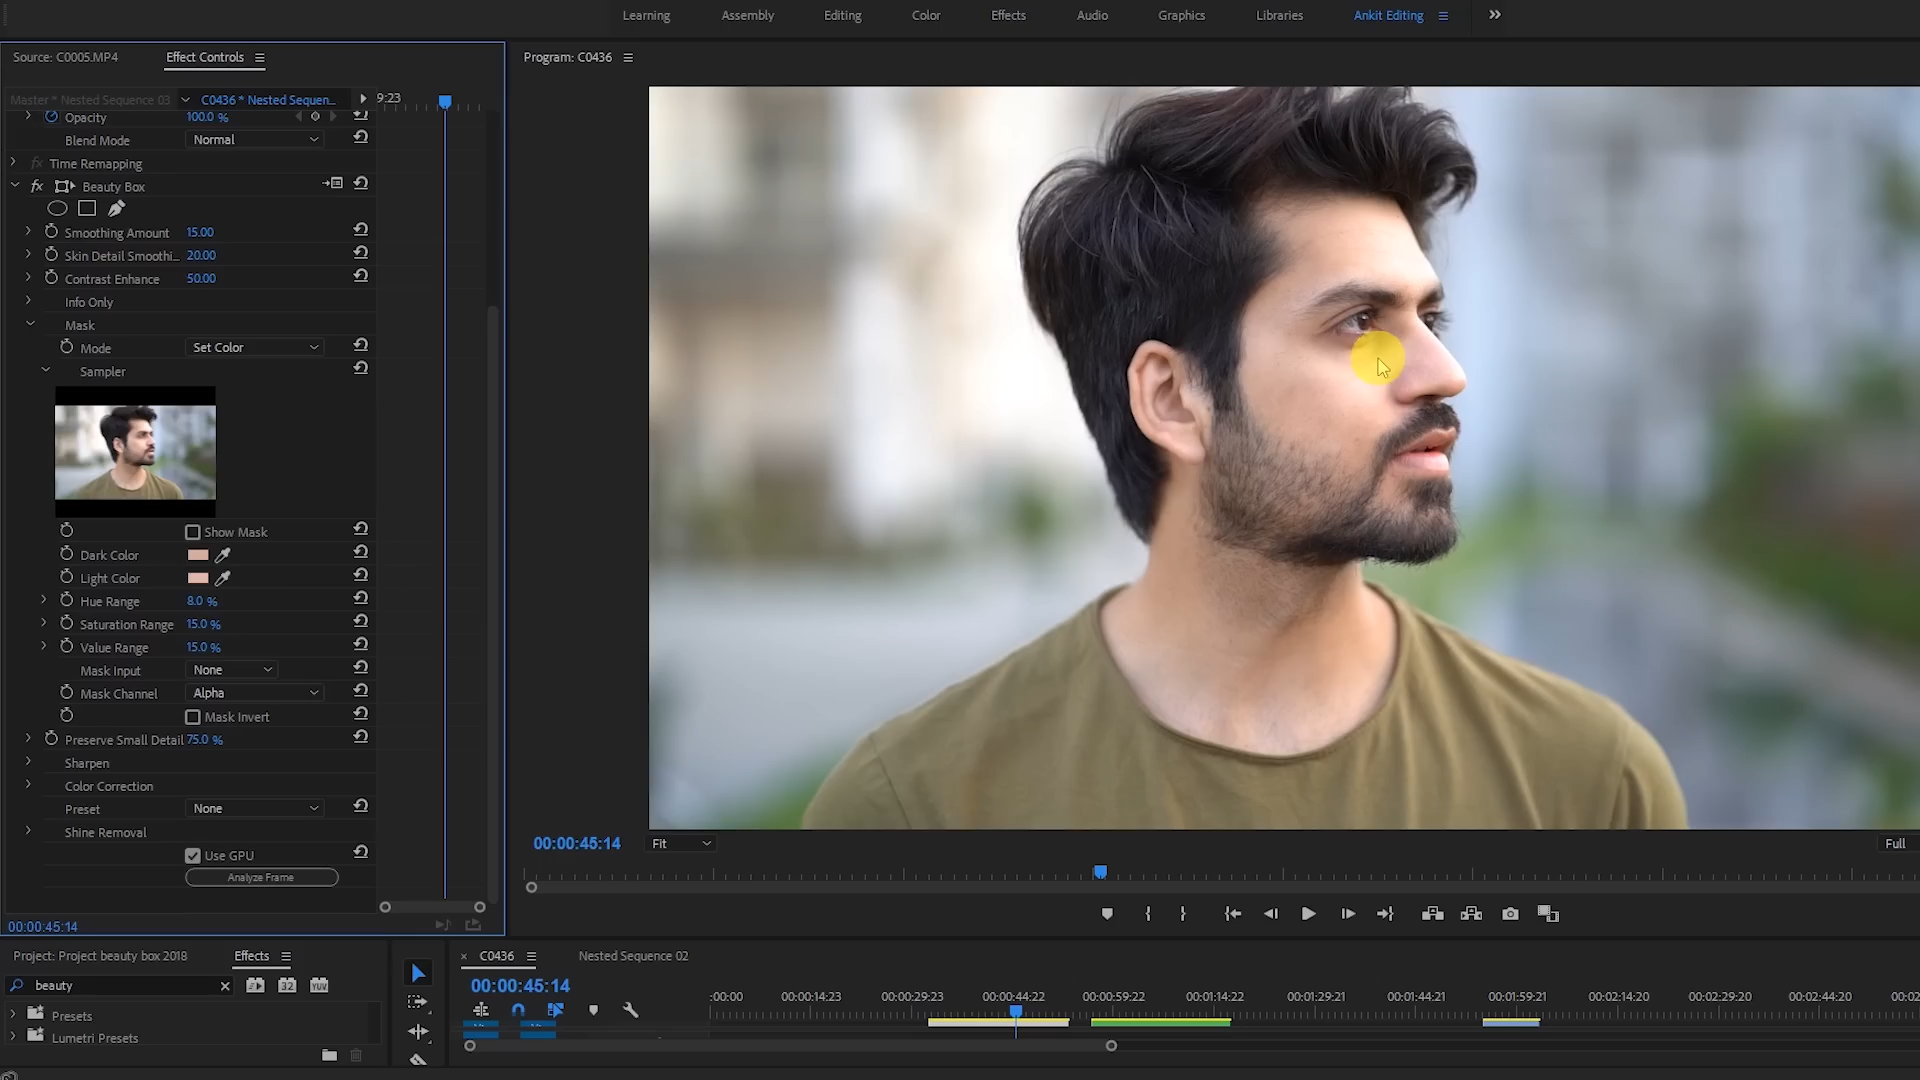 Learning Assembly Editing Color Effects Audio Graphics Libraries Ankit Editing
Source: C0005.MP4 Effect Controls
Program: C0436
Master * Nested Sequence 03 C0436 * Nested Sequen... 9:23
Opacity 100.0 %
Blend Mode Normal
fx Time Remapping
fx Beauty Box
Smoothing Amount 15.00
Skin Detail Smoothi... 20.00
Contrast Enhance 50.00
Info Only
Mask
Mode Set Color
Sampler
Show Mask
Dark Color
Light Color
Hue Range 8.0 %
Saturation Range 15.0 %
Value Range 15.0 %
Mask Input None
Mask Channel Alpha
Mask Invert
Preserve Small Detail 75.0 %
Sharpen
Color Correction
Preset None
Shine Removal
Use GPU
Analyze Frame
00:00:45:14
00:00:45:14 Fit Full
Project: Project beauty box 2018 Effects
beauty 32 YUV
Presets
Lumetri Presets
C0436 Nested Sequence 02
00:00:45:14
:00:00 00:00:14:23 00:00:29:23 00:00:44:22 00:00:59:22 00:01:14:22 00:01:29:21 00:01:44:21 00:01:59:21 00:02:14:20 00:02:29:20 00:02:44:20 00:02